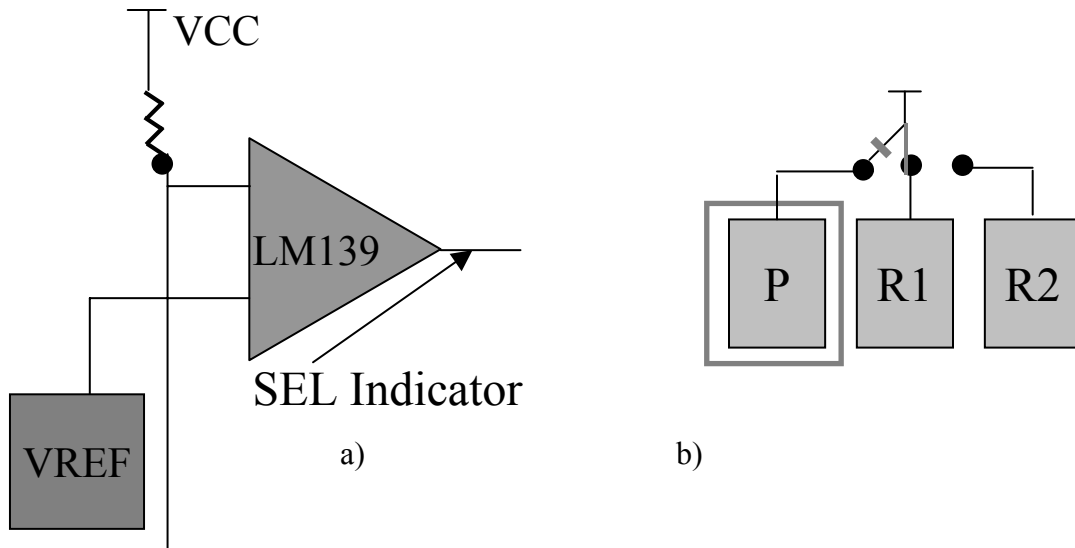 VCC
LM139
SEL Indicator
VREF
a)
P
R1
R2
b)